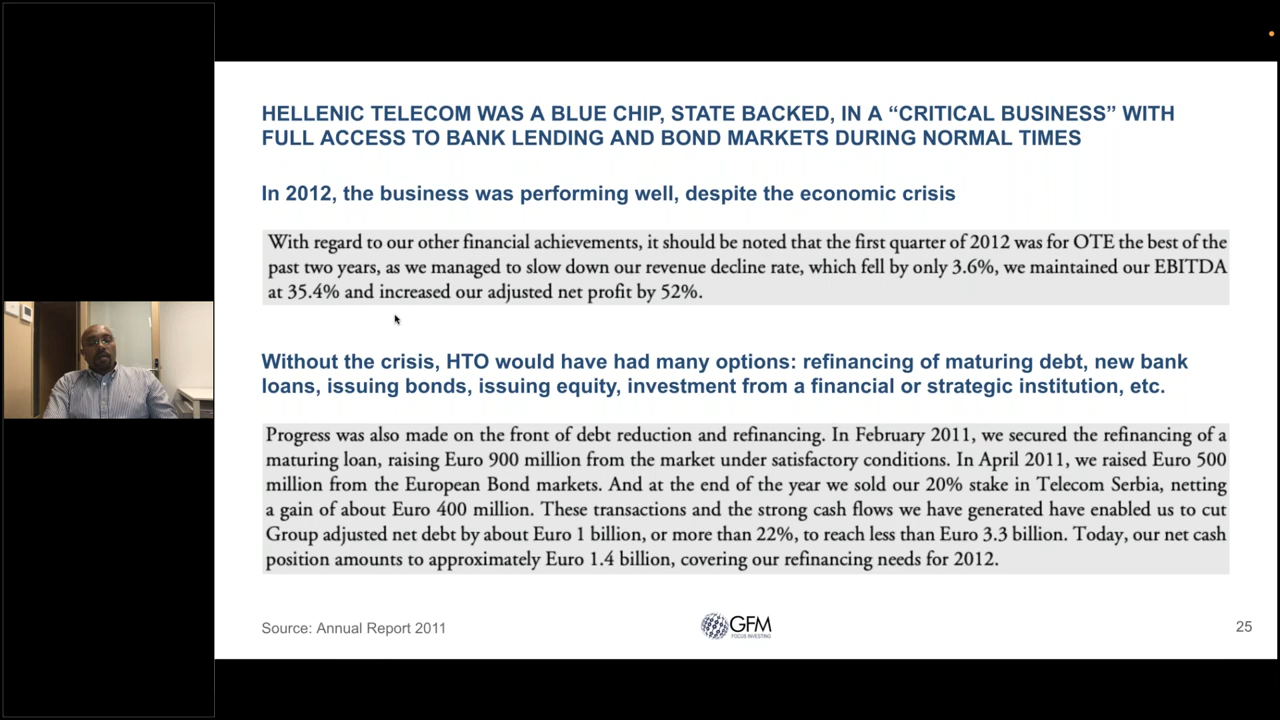 HELLENIC TELECOM WAS A BLUE CHIP, STATE BACKED, IN A “CRITICAL BUSINESS” WITH
FULL ACCESS TO BANK LENDING AND BOND MARKETS DURING NORMAL TIMES
In 2012, the business was performing well, despite the economic crisis
With regard to our other financial achievements, it should be noted that the first quarter of 2012 was for OTE the best of the
past two years, as we managed to slow down our revenue decline rate, which fell by only 3.6%, we maintained our EBITDA
at 35.4% and increased our adjusted net profit by 52%.
Without the crisis, HTO would have had many options: refinancing of maturing debt, new bank
loans, issuing bonds, issuing equity, investment from a financial or strategic institution, etc.
Progress was also made on the front of debt reduction and refinancing. In February 2011, we secured the refinancing of a
maturing loan, raising Euro 900 million from the market under satisfactory conditions. In April 2011, we raised Euro 500
million from the European Bond markets. And at the end of the year we sold our 20% stake in Telecom Serbia, netting
a gain of about Euro 400 million. These transactions and the strong cash flows we have generated have enabled us to cut
Group adjusted net debt by about Euro 1 billion, or more than 22%, to reach less than Euro 3.3 billion. Today, our net cash
position amounts to approximately Euro 1.4 billion, covering our refinancing needs for 2012.
Source: Annual Report 2011
GFM
FOCUS INVESTING
25